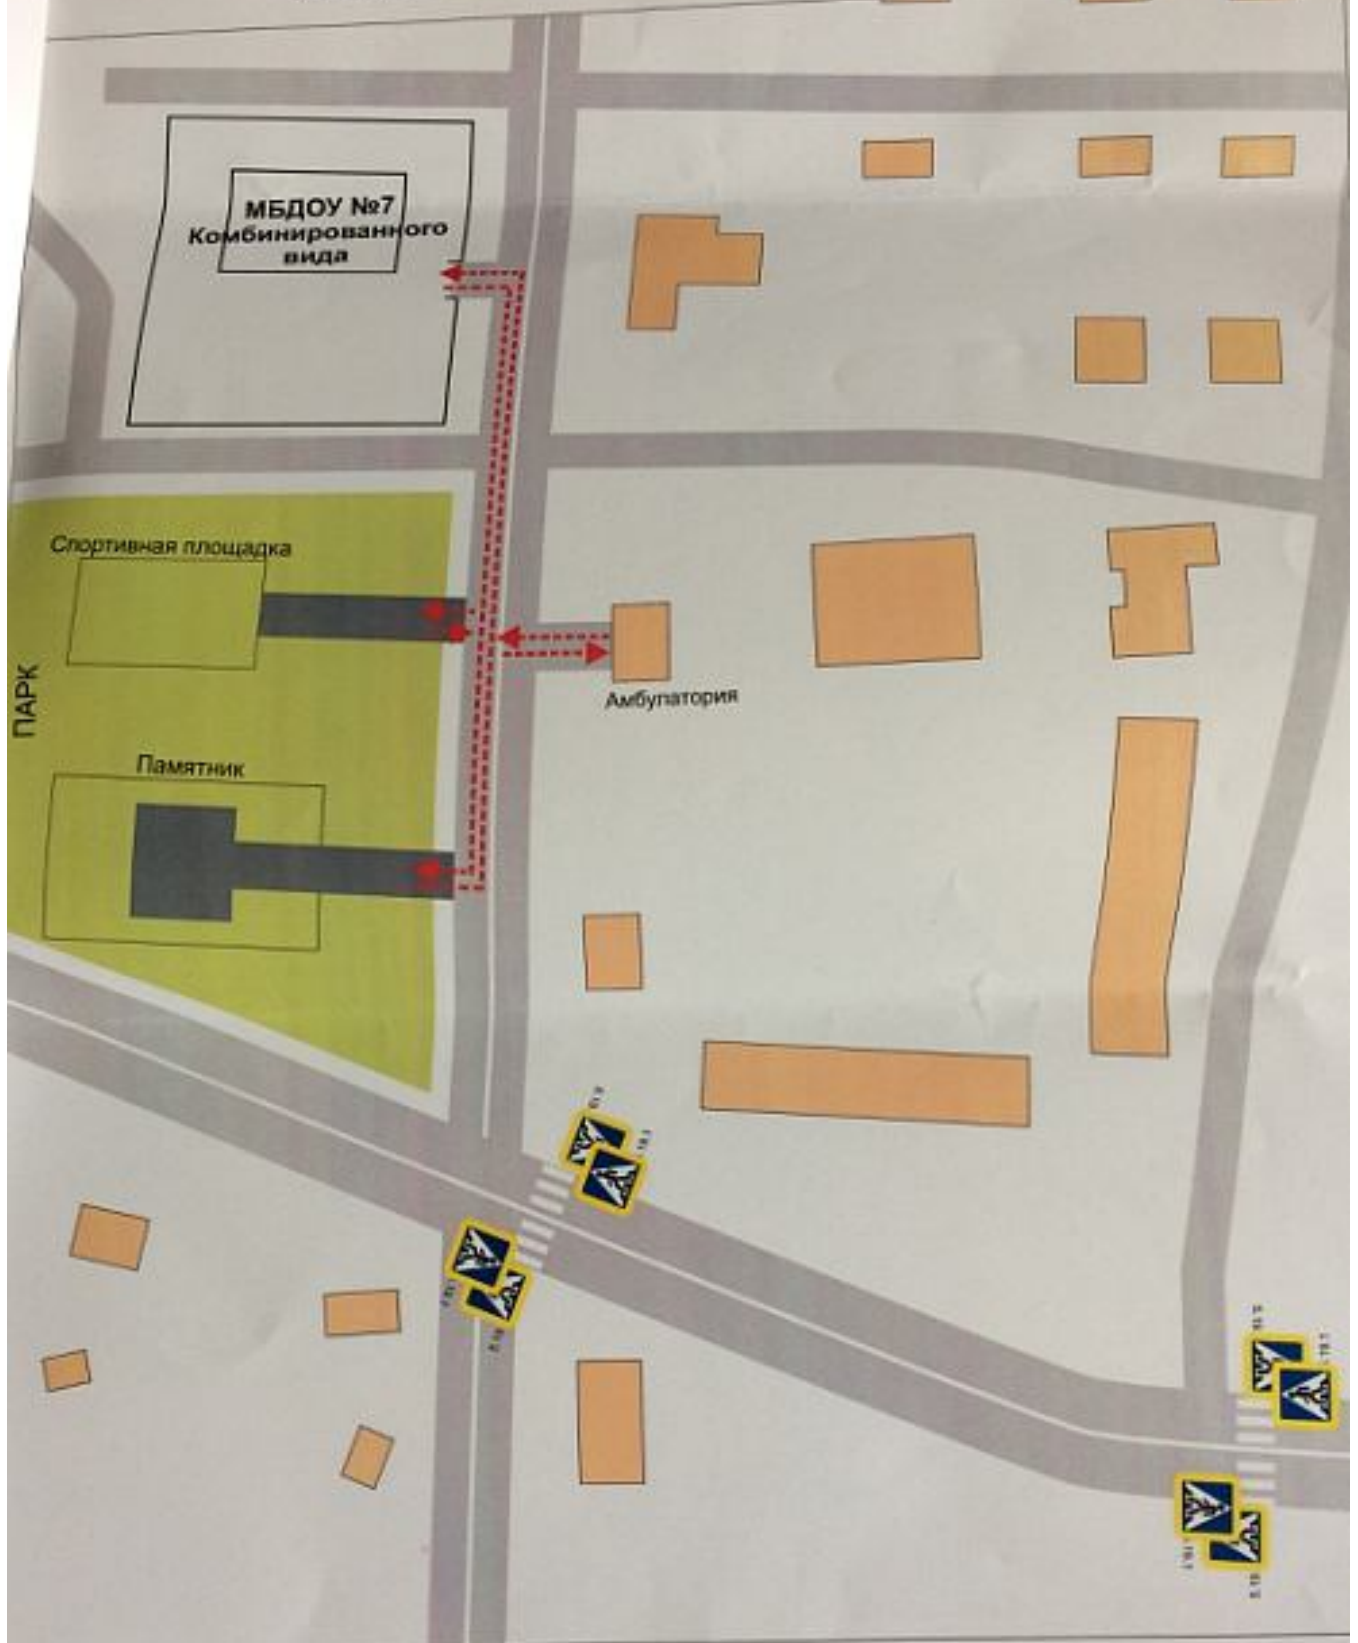 МБДОУ №7
Комбинированного
вида
Спортивная площадка
ПАРК
Амбулатория
Памятник